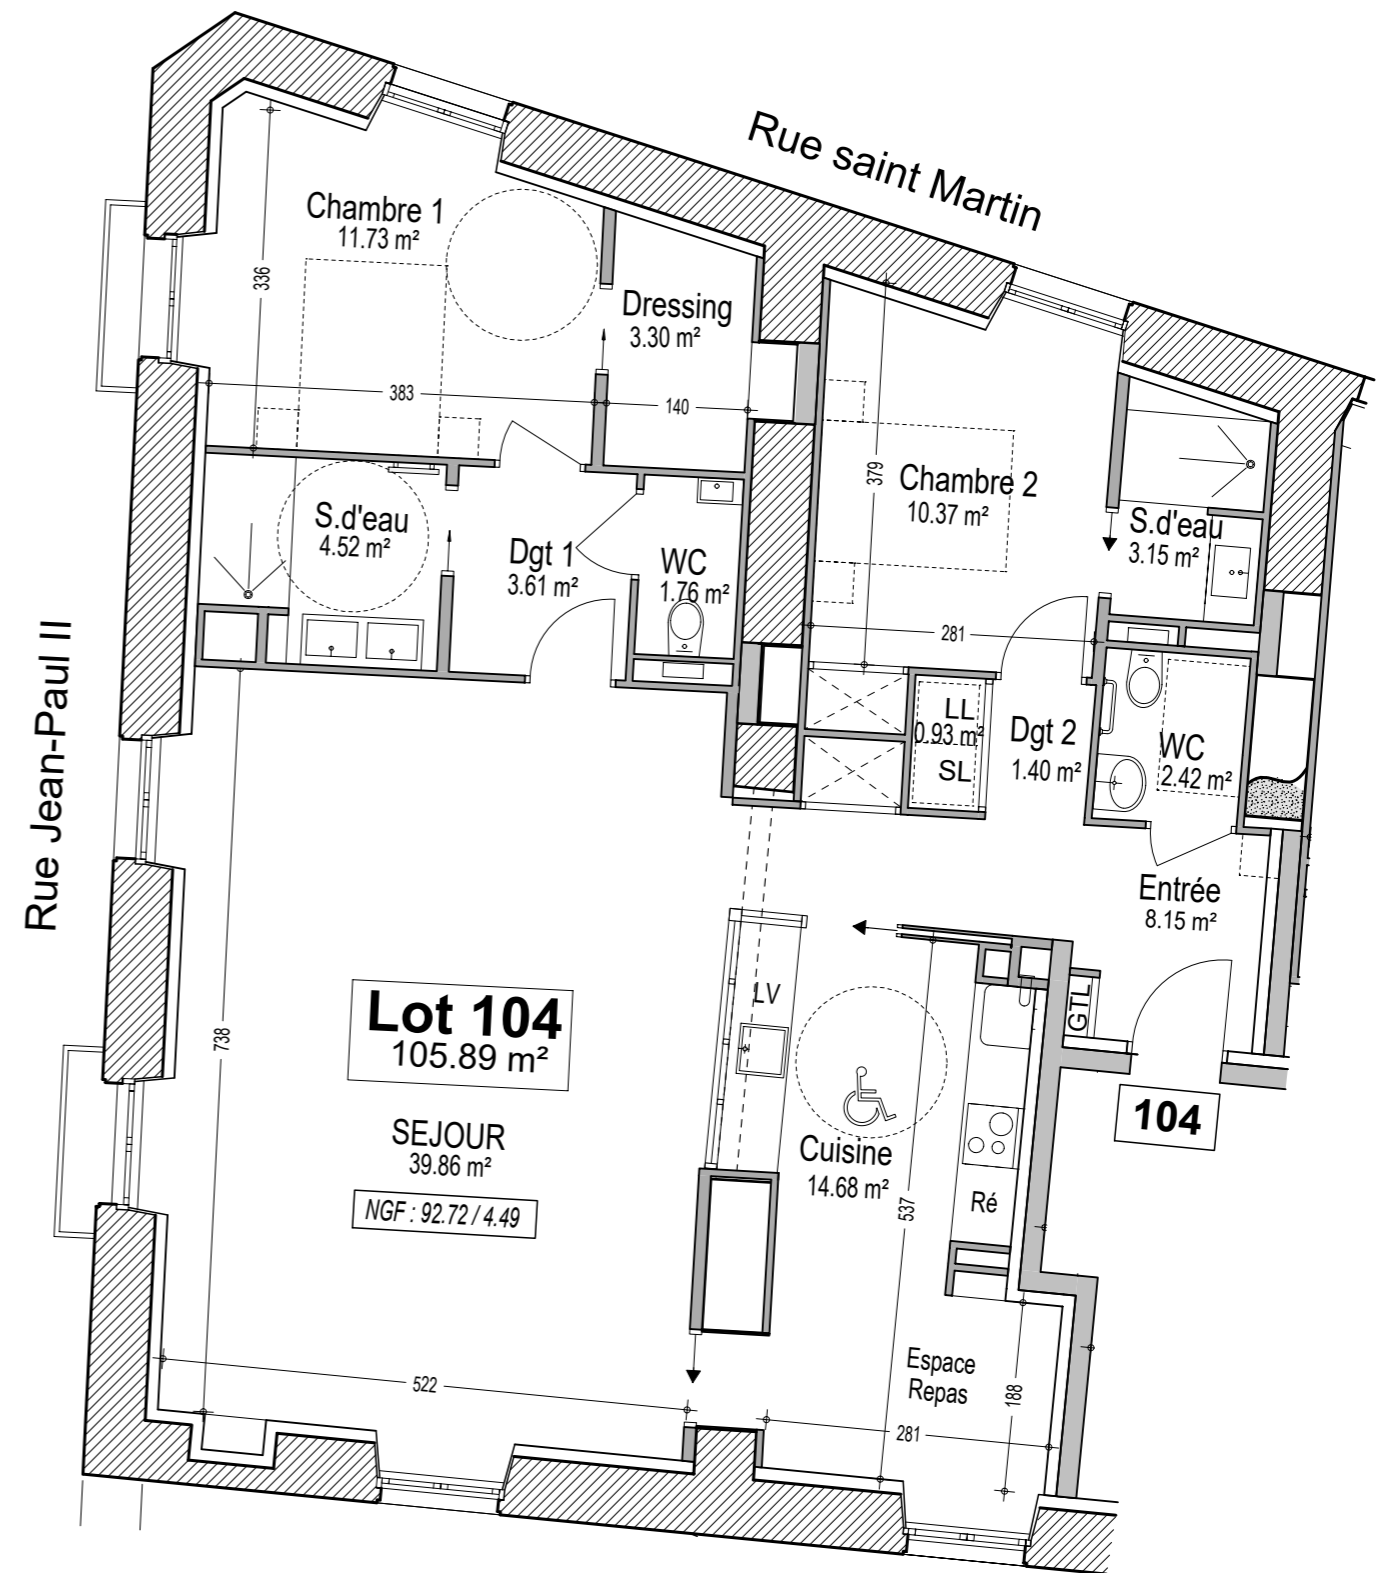 Rue saint Martin
Chambre 1
11.73 m²
336
Dressing
3.30 m²
383
140
379
Chambre 2
10.37 m²
S.d'eau
4.52 m²
S.d'eau
3.15 m²
Dgt 1
3.61 m²
WC
1.76 m²
281
Rue Jean-Paul II
LL
0.93 m²
SL
Dgt 2
1.40 m²
WC
2.42 m²
Entrée
8.15 m²
LV
GTL
Lot 104
105.89 m²
738
104
SEJOUR
39.86 m²
Cuisine
14.68 m²
537
Ré
NGF : 92.72 / 4.49
Espace
Repas
188
522
281